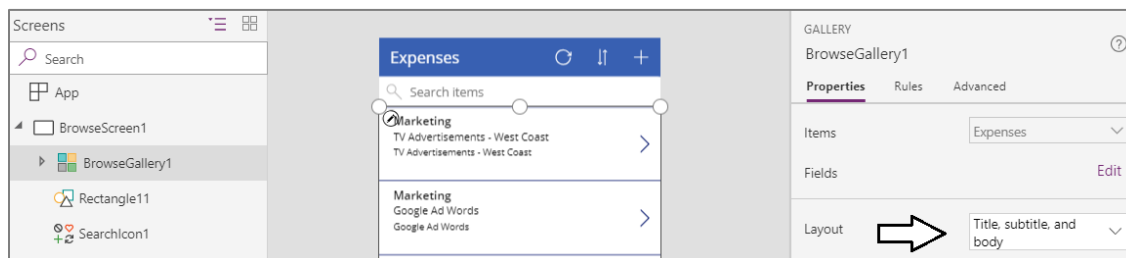 Screens
Search
App
BrowseScreen1
BrowseGallery1
Rectangle11
SearchIcon1
Expenses
Search items
Marketing
TV Advertisements - West Coast
TV Advertisements - West Coast
Marketing
Google Ad Words
Google Ad Words
GALLERY
BrowseGallery1
?
Properties Rules Advanced
Items Expenses
Fields Edit
Layout Title, subtitle, and
body